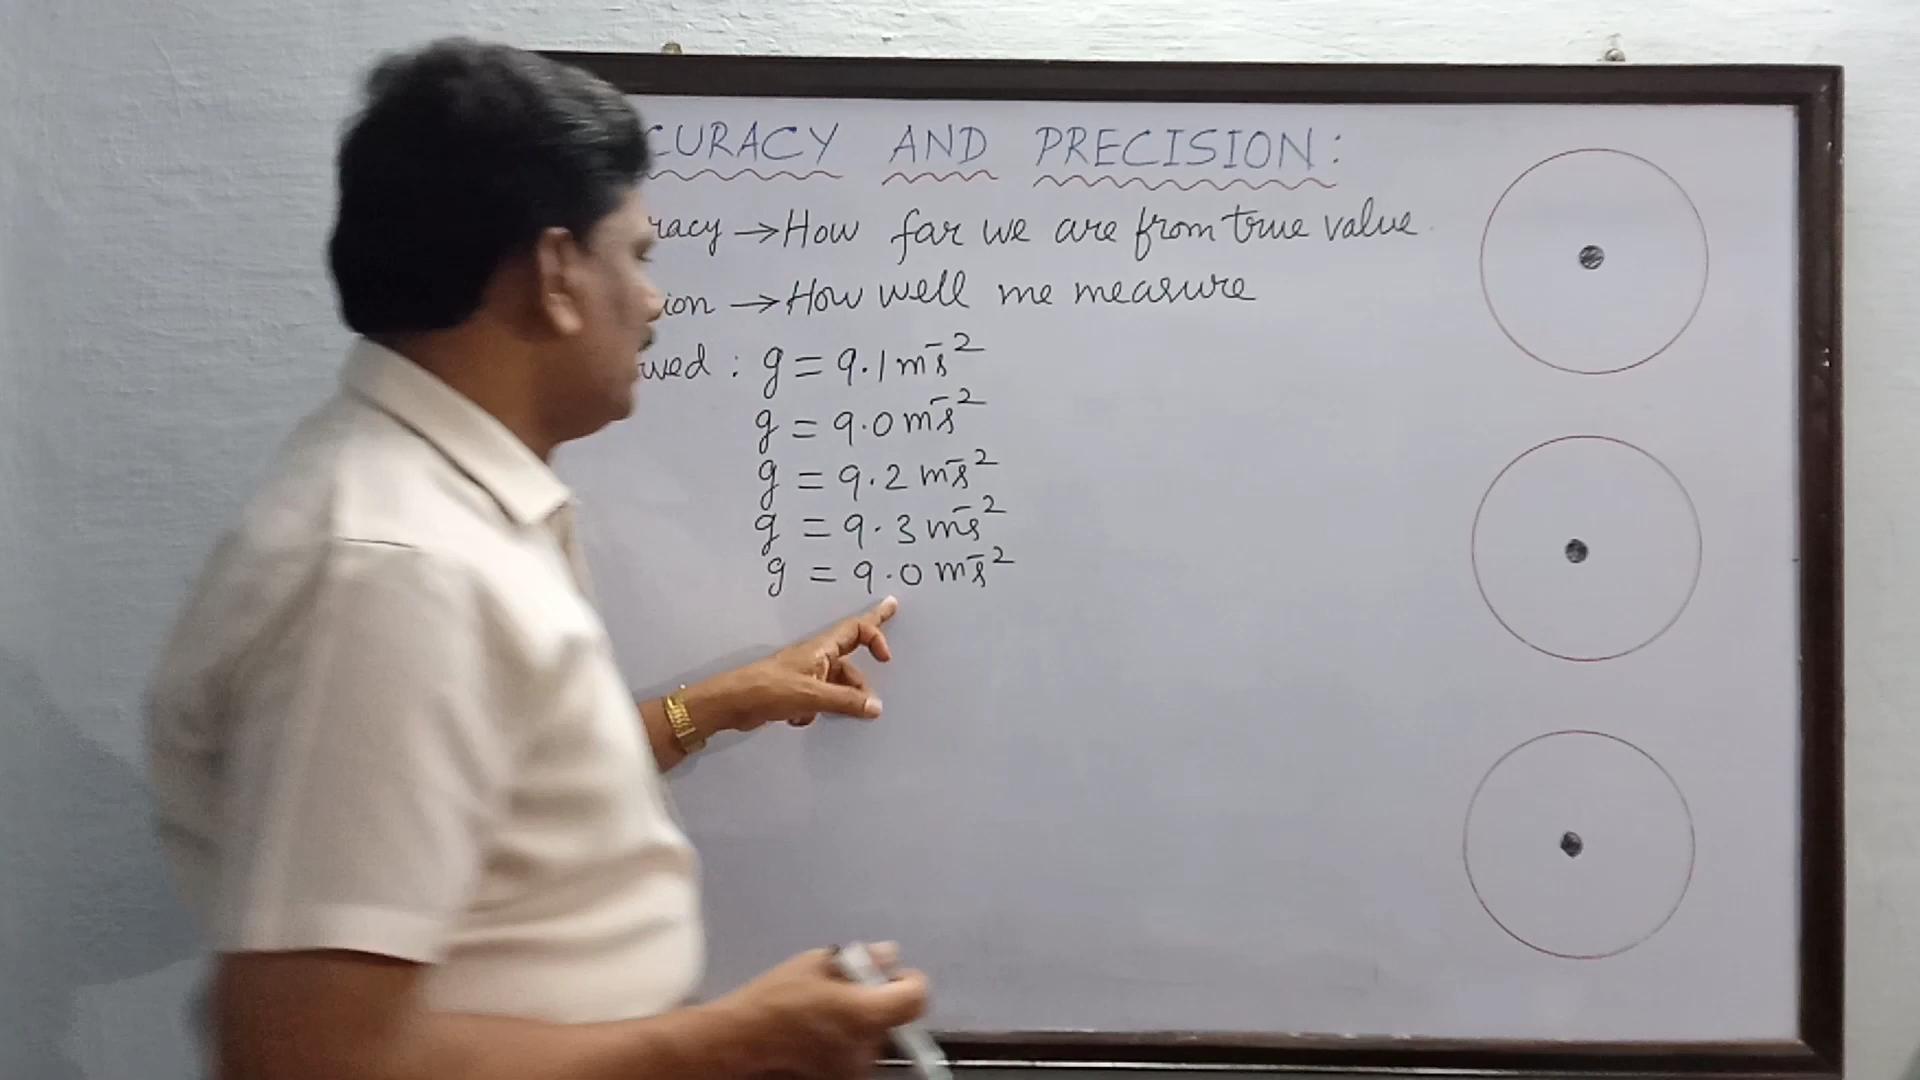 CURACY AND PRECISION:
racy → How far we are from true value.
ion → How well me measure
wed : g = 9.1 ms⁻²
g = 9.0 ms⁻²
g = 9.2 ms⁻²
g = 9.3 ms⁻²
g = 9.0 ms⁻²